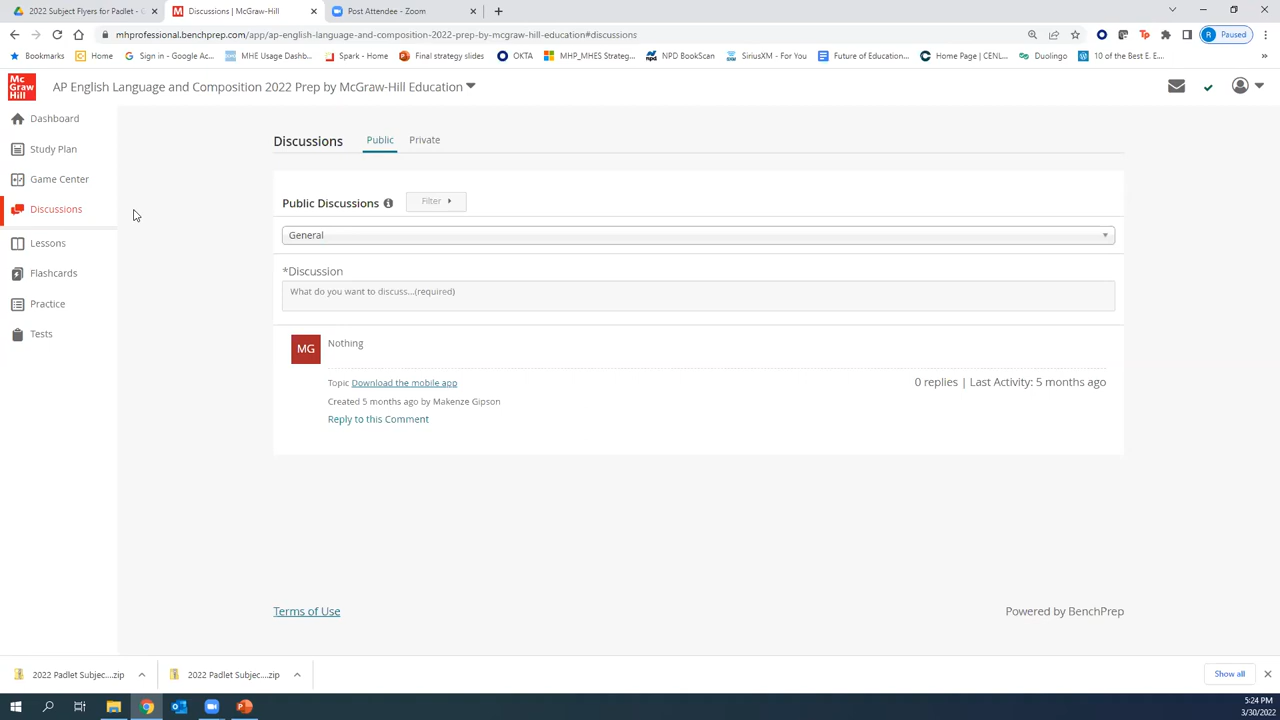 2022 Subject Flyers for Padlet - G
Discussions | McGraw-Hill
Post Attendee - Zoom
mhprofessional.benchprep.com/app/ap-english-language-and-composition-2022-prep-by-mcgraw-hill-education#discussions
R Paused
Bookmarks
Home
Sign in - Google Ac...
MHE Usage Dashb...
Spark - Home
Final strategy slides
OKTA
MHP_MHES Strateg...
NPD BookScan
SiriusXM - For You
Future of Education...
Home Page | CENL...
Duolingo
10 of the Best E. E...
Mc
Graw
Hill
AP English Language and Composition 2022 Prep by McGraw-Hill Education
Dashboard
Study Plan
Game Center
Discussions
Lessons
Flashcards
Practice
Tests
Discussions
Public
Private
Public Discussions
Filter
General
*Discussion
What do you want to discuss...(required)
MG
Nothing
Topic Download the mobile app
0 replies | Last Activity: 5 months ago
Created 5 months ago by Makenze Gipson
Reply to this Comment
Terms of Use
Powered by BenchPrep
2022 Padlet Subjec....zip
2022 Padlet Subjec....zip
Show all
5:24 PM
3/30/2022